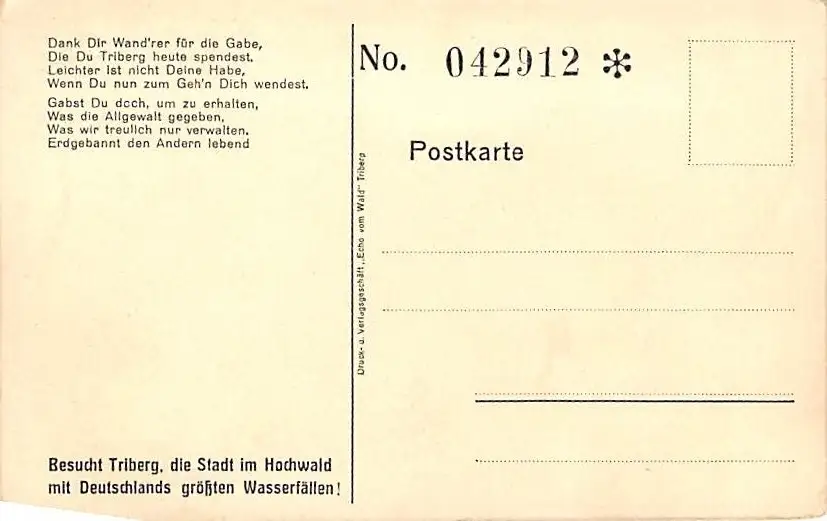 Dank Dir Wand'rer für die Gabe,
Die Du Triberg heute spendest.
Leichter ist nicht Deine Habe,
Wenn Du nun zum Geh'n Dich wendest.
Gabst Du doch, um zu erhalten,
Was die Allgewalt gegeben,
Was wir treulich nur verwalten.
Erdgebannt den Andern lebend
Besucht Triberg, die Stadt im Hochwald
mit Deutschlands größten Wasserfällen!
Druck- u. Verlagsgeschäft „Echo vom Wald" Triberg
No. 042912 *
Postkarte